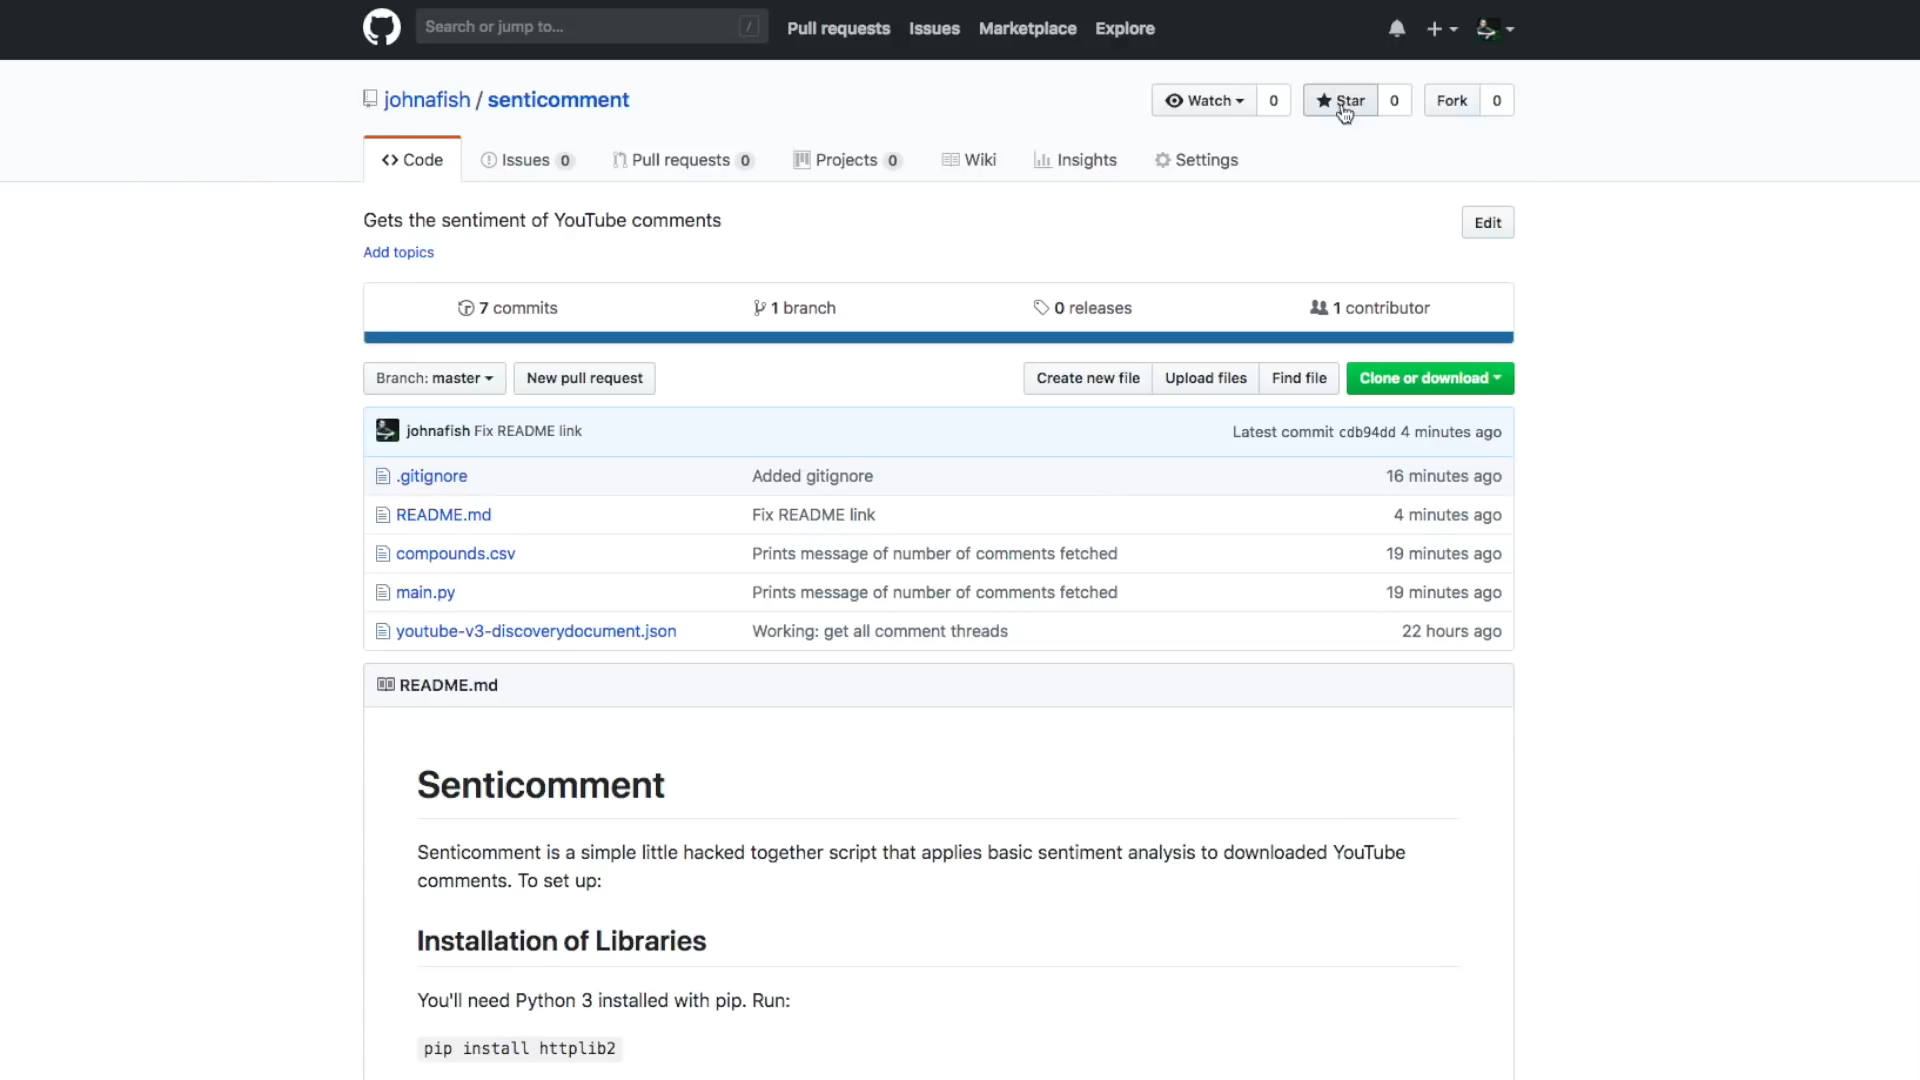 Search or jump to... /
Pull requests Issues Marketplace Explore
johnafish / senticomment
Watch 0 Star 0 Fork 0
Code Issues 0 Pull requests 0 Projects 0 Wiki Insights Settings
Gets the sentiment of YouTube comments
Edit
Add topics
7 commits 1 branch 0 releases 1 contributor
Branch: master New pull request Create new file Upload files Find file Clone or download
johnafish Fix README link Latest commit cdb94dd 4 minutes ago
.gitignore Added gitignore 16 minutes ago
README.md Fix README link 4 minutes ago
compounds.csv Prints message of number of comments fetched 19 minutes ago
main.py Prints message of number of comments fetched 19 minutes ago
youtube-v3-discoverydocument.json Working: get all comment threads 22 hours ago
README.md
Senticomment
Senticomment is a simple little hacked together script that applies basic sentiment analysis to downloaded YouTube
comments. To set up:
Installation of Libraries
You'll need Python 3 installed with pip. Run:
pip install httplib2